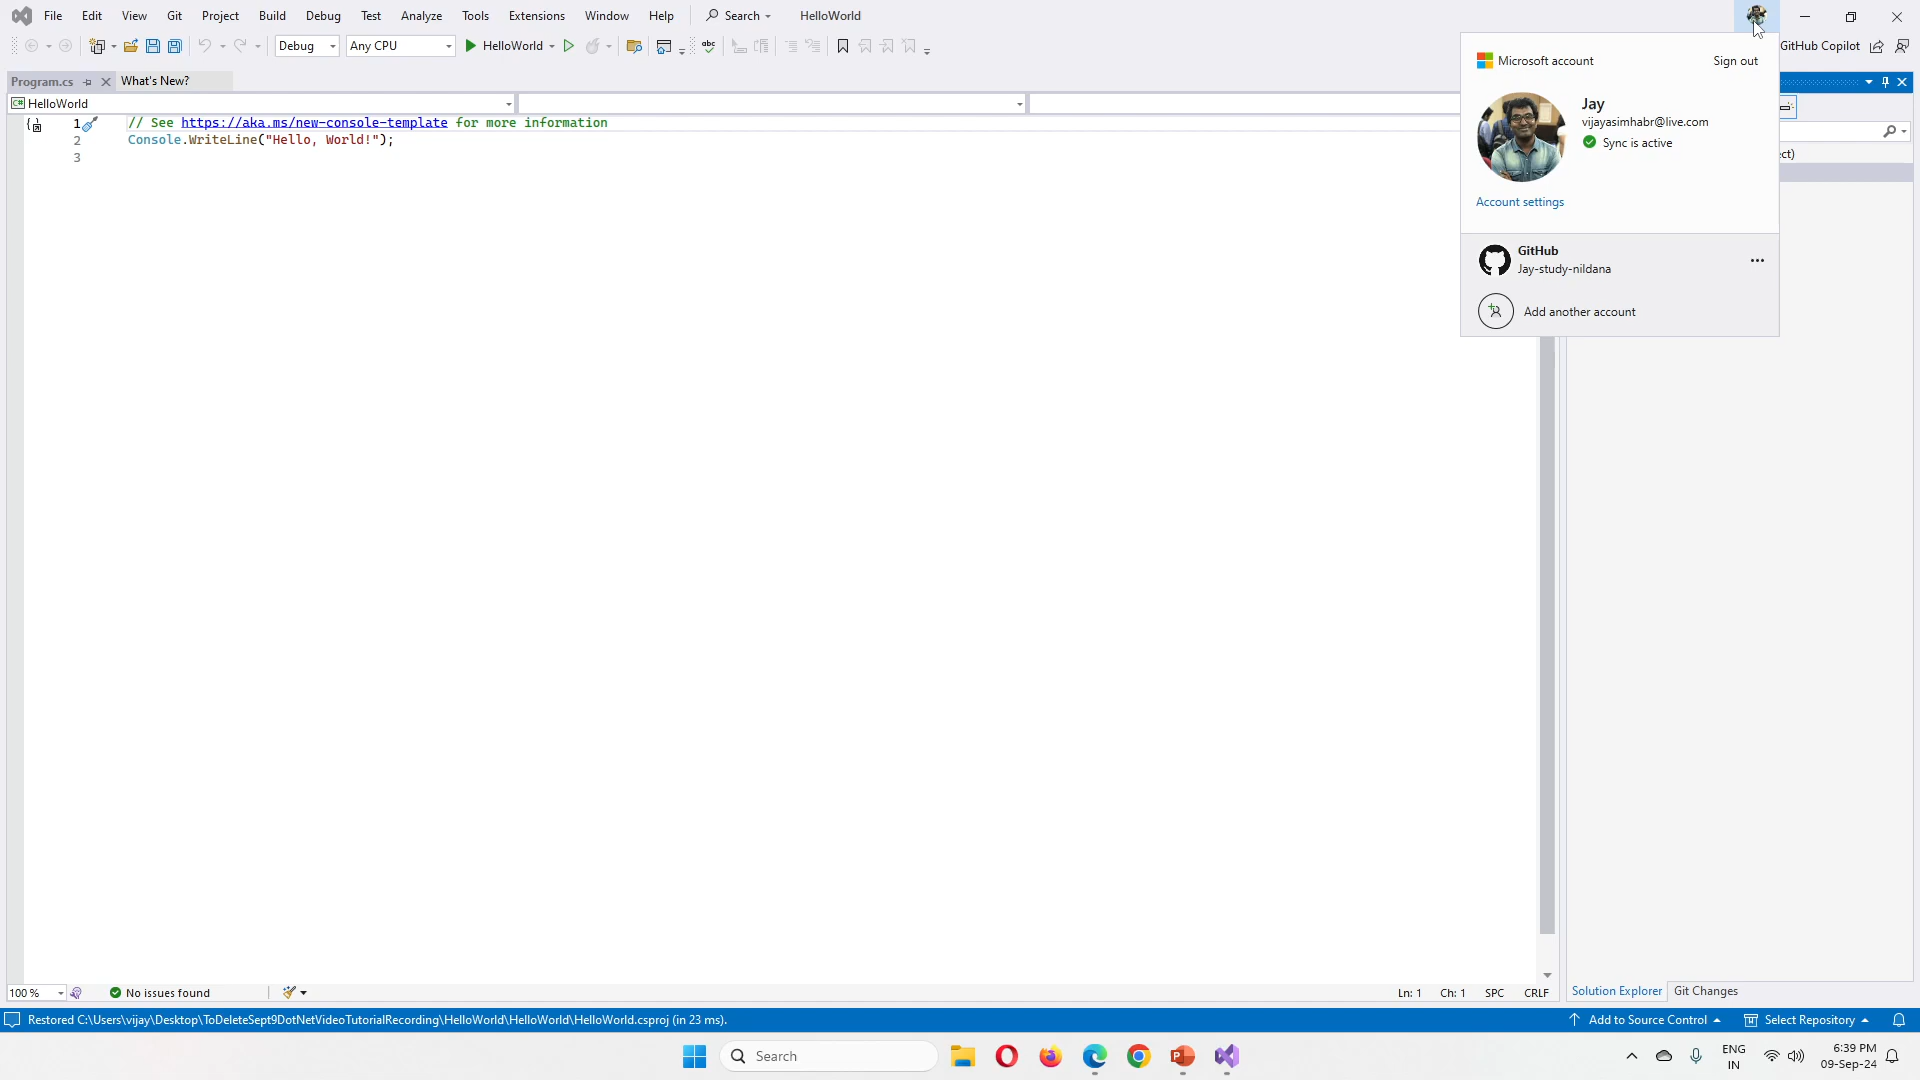 File Edit View Git Project Build Debug Test Analyze Tools Extensions Window Help Search HelloWorld
Debug Any CPU HelloWorld GitHub Copilot
Program.cs What's New?
Microsoft account Sign out
HelloWorld
Jay
vijayasimhabr@live.com
Sync is active
ect)
Account settings
GitHub
Jay-study-nildana
Add another account
1 // See https://aka.ms/new-console-template for more information
2 Console.WriteLine("Hello, World!");
3
100 % No issues found Ln: 1 Ch: 1 SPC CRLF
Solution Explorer Git Changes
Restored C:\Users\vijay\Desktop\ToDeleteSept9DotNetVideoTutorialRecording\HelloWorld\HelloWorld\HelloWorld.csproj (in 23 ms). Add to Source Control Select Repository
Search
ENG
IN
6:39 PM
09-Sep-24